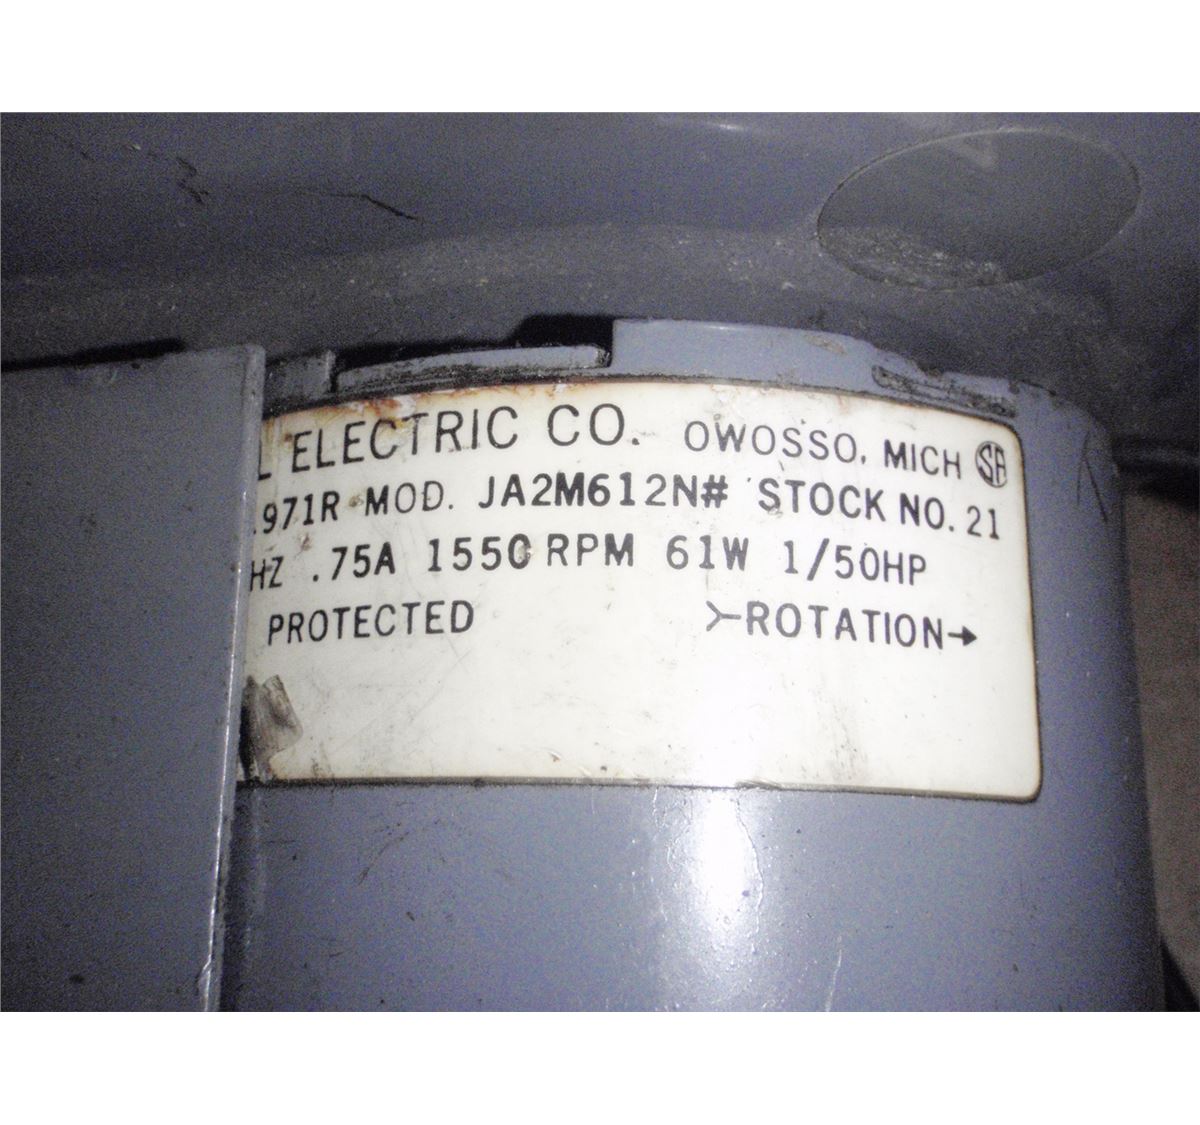 L ELECTRIC CO. OWOSSO, MICH SA
.971R MOD. JA2M612N# STOCK NO. 21
HZ .75A 1550 RPM 61W 1/50HP
PROTECTED >-ROTATION→